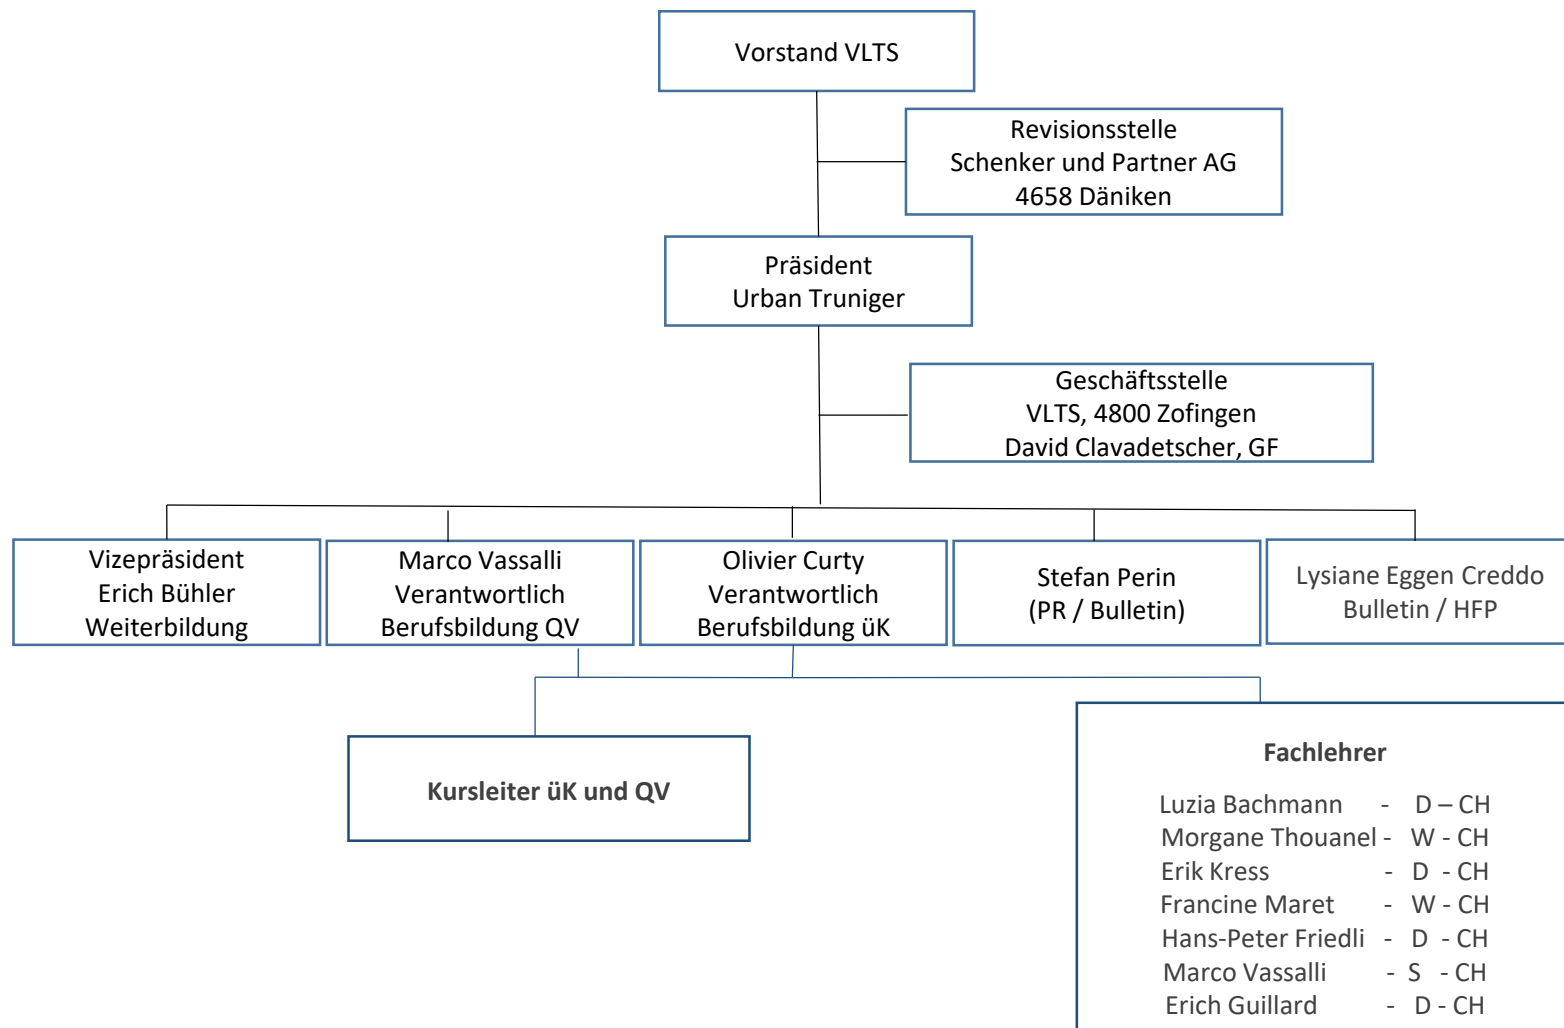 Vorstand VLTS
Revisionsstelle
Schenker und Partner AG
4658 Däniken
Präsident
Urban Truniger
Geschäftsstelle
VLTS, 4800 Zofingen
David Clavadetscher, GF
Vizepräsident
Erich Bühler
Weiterbildung
Marco Vassalli
Verantwortlich
Berufsbildung QV
Olivier Curty
Verantwortlich
Berufsbildung üK
Stefan Perin
(PR / Bulletin)
Lysiane Eggen Creddo
Bulletin / HFP
Kursleiter üK und QV
Fachlehrer
Luzia Bachmann - D – CH
Morgane Thouanel - W - CH
Erik Kress - D - CH
Francine Maret - W - CH
Hans-Peter Friedli - D - CH
Marco Vassalli - S - CH
Erich Guillard - D - CH